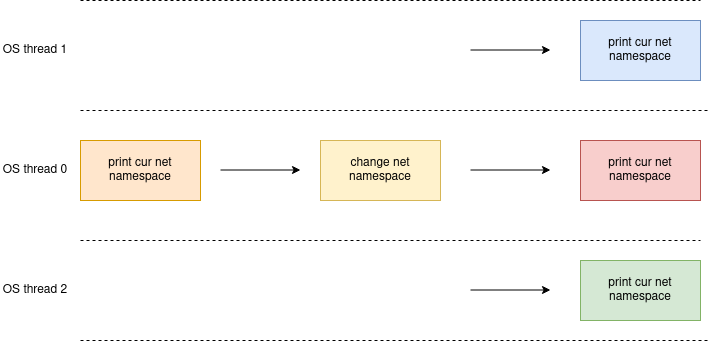 OS thread 1
print cur net
namespace
OS thread 0
print cur net
namespace
change net
namespace
print cur net
namespace
OS thread 2
print cur net
namespace